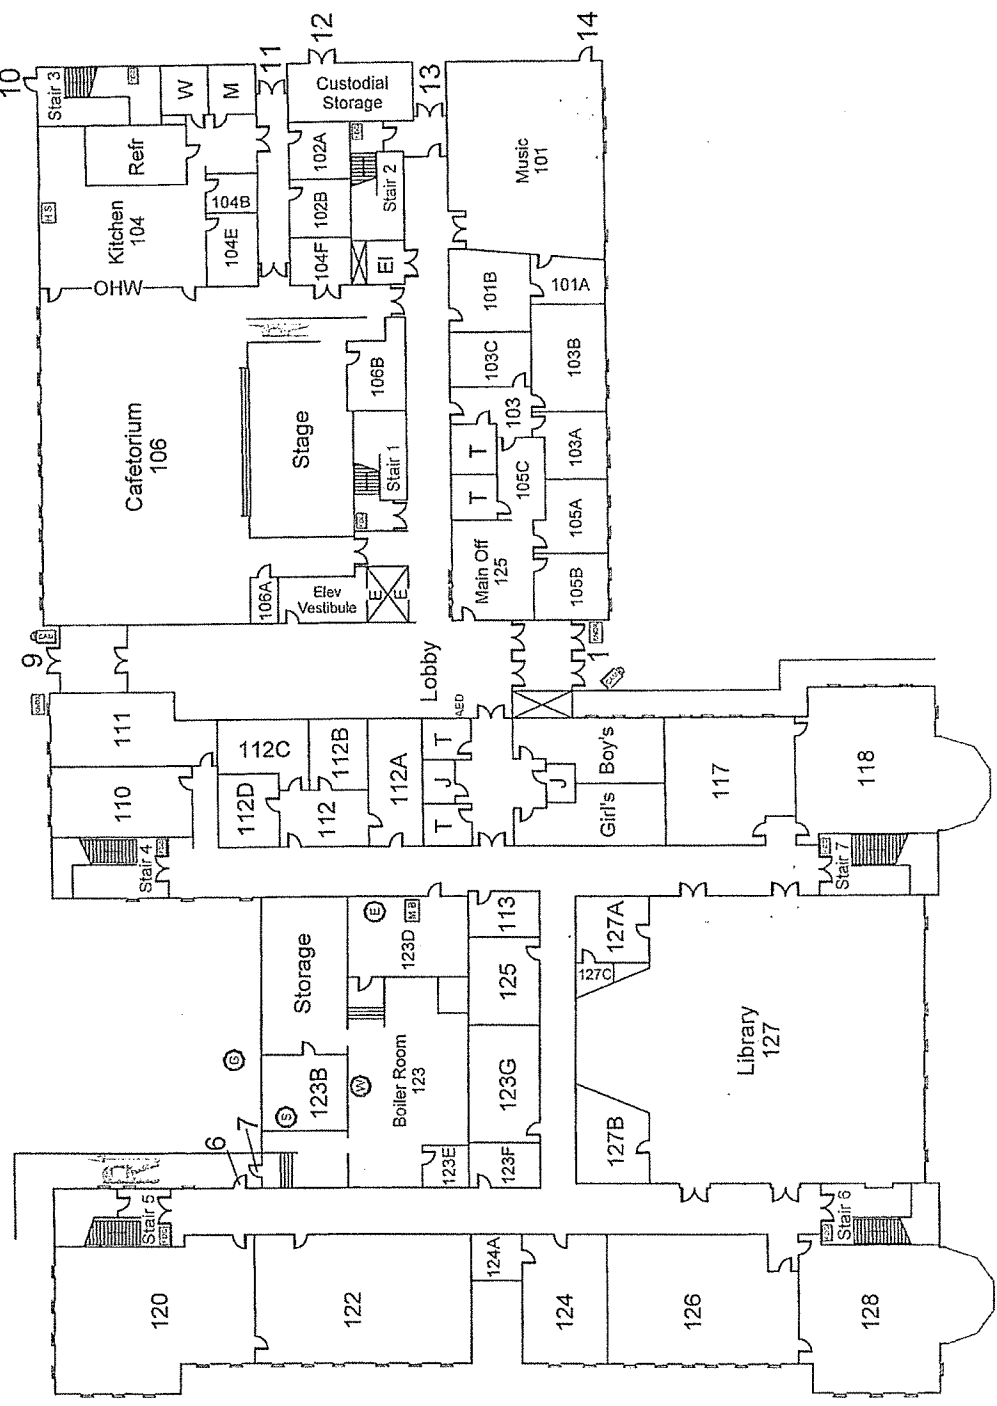 10
11
12
13
14
Stair 3
W
M
Custodial
Storage
Refr
102A
Stair 2
Music
101
H.S
Kitchen
104
104B
104E
102B
104F
El
OHW
101B
101A
103C
103B
106B
Cafetorium
106
Stage
103
T
T
103A
Stair 1
105C
105A
Main Off
125
105B
106A
Elev
Vestibule
E
E
9
Lobby
1
KNOX
AED
111
112C
112B
112A
T
J
T
Boy's
Girl's
J
117
118
110
112D
112
Stair 4
Stair 7
Storage
E
M.B
123D
113
127A
127C
125
G
S
123B
W
Boiler Room
123
123G
Library
127
127B
6
7
123E
123F
Stair 5
Stair 6
124A
120
122
124
126
128